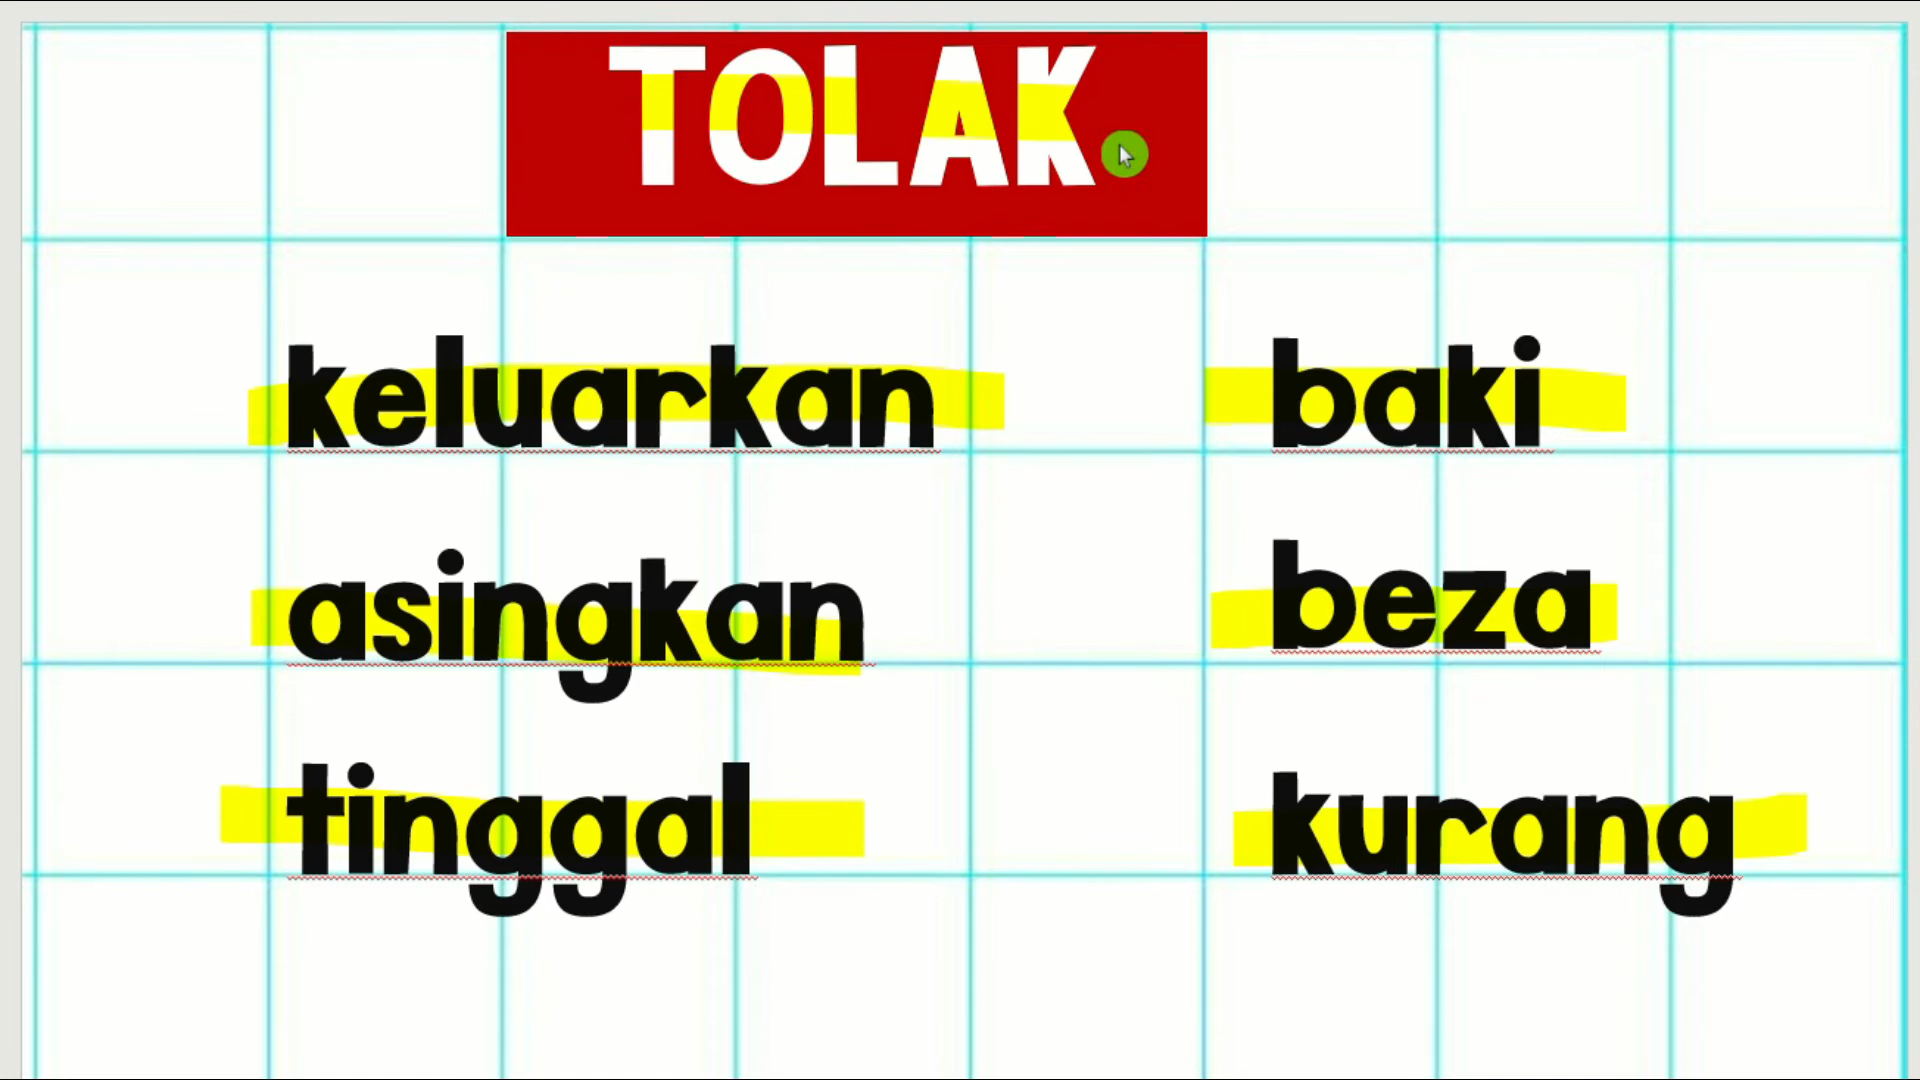 TOLAK
keluarkan
baki
asingkan
beza
tinggal
kurang